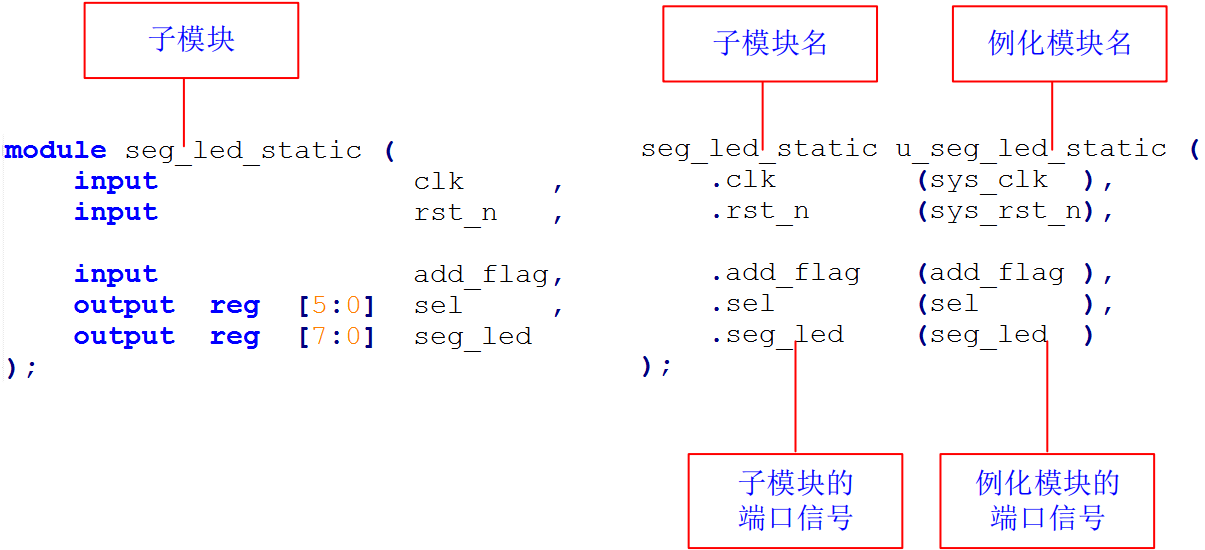 子模块
子模块名
例化模块名
module seg_led_static (
input clk ,
input rst_n ,
input add_flag,
output reg [5:0] sel ,
output reg [7:0] seg_led
);
seg_led_static u_seg_led_static (
.clk (sys_clk ),
.rst_n (sys_rst_n),
.add_flag (add_flag ),
.sel (sel ),
.seg_led (seg_led )
);
子模块的
端口信号
例化模块的
端口信号